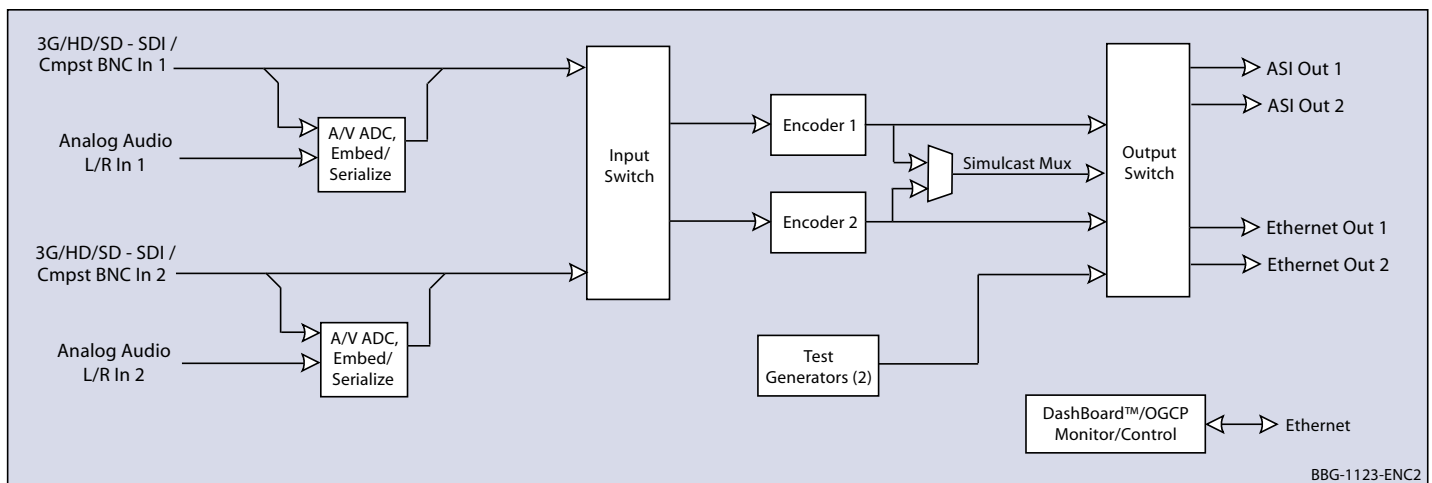 3G/HD/SD - SDI /
Cmpst BNC In 1
Analog Audio
L/R In 1
A/V ADC,
Embed/
Serialize
3G/HD/SD - SDI /
Cmpst BNC In 2
Analog Audio
L/R In 2
A/V ADC,
Embed/
Serialize
Input
Switch
Encoder 1
Encoder 2
Simulcast Mux
Test
Generators (2)
Output
Switch
ASI Out 1
ASI Out 2
Ethernet Out 1
Ethernet Out 2
DashBoard™/OGCP
Monitor/Control
Ethernet
BBG-1123-ENC2